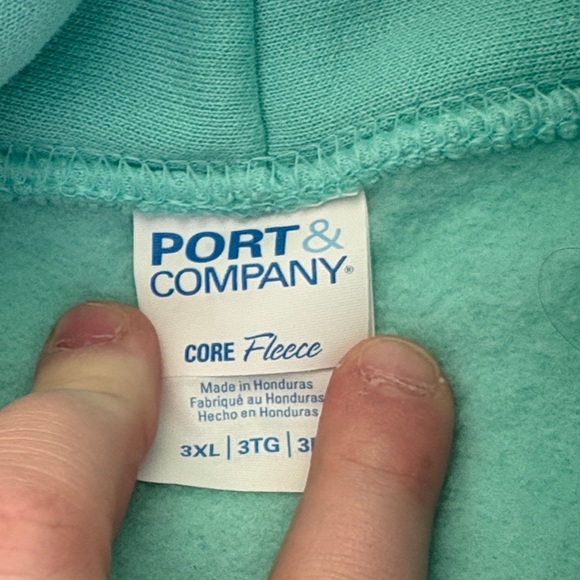 PORT &
COMPANY®
CORE Fleece
Made in Honduras
Fabriqué au Honduras
Hecho en Honduras
3XL | 3TG |